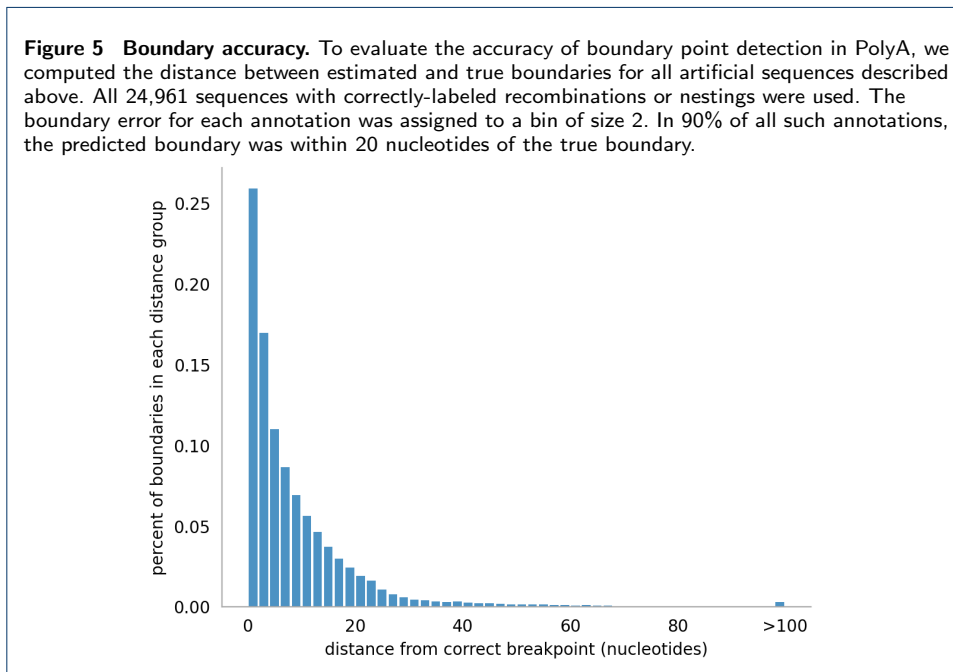 Figure 5 Boundary accuracy. To evaluate the accuracy of boundary point detection in PolyA, we
computed the distance between estimated and true boundaries for all artificial sequences described
above. All 24,961 sequences with correctly-labeled recombinations or nestings were used. The
boundary error for each annotation was assigned to a bin of size 2. In 90% of all such annotations,
the predicted boundary was within 20 nucleotides of the true boundary.
percent of boundaries in each distance group
0.25
0.20
0.15
0.10
0.05
0.00
0 20 40 60 80 >100
distance from correct breakpoint (nucleotides)